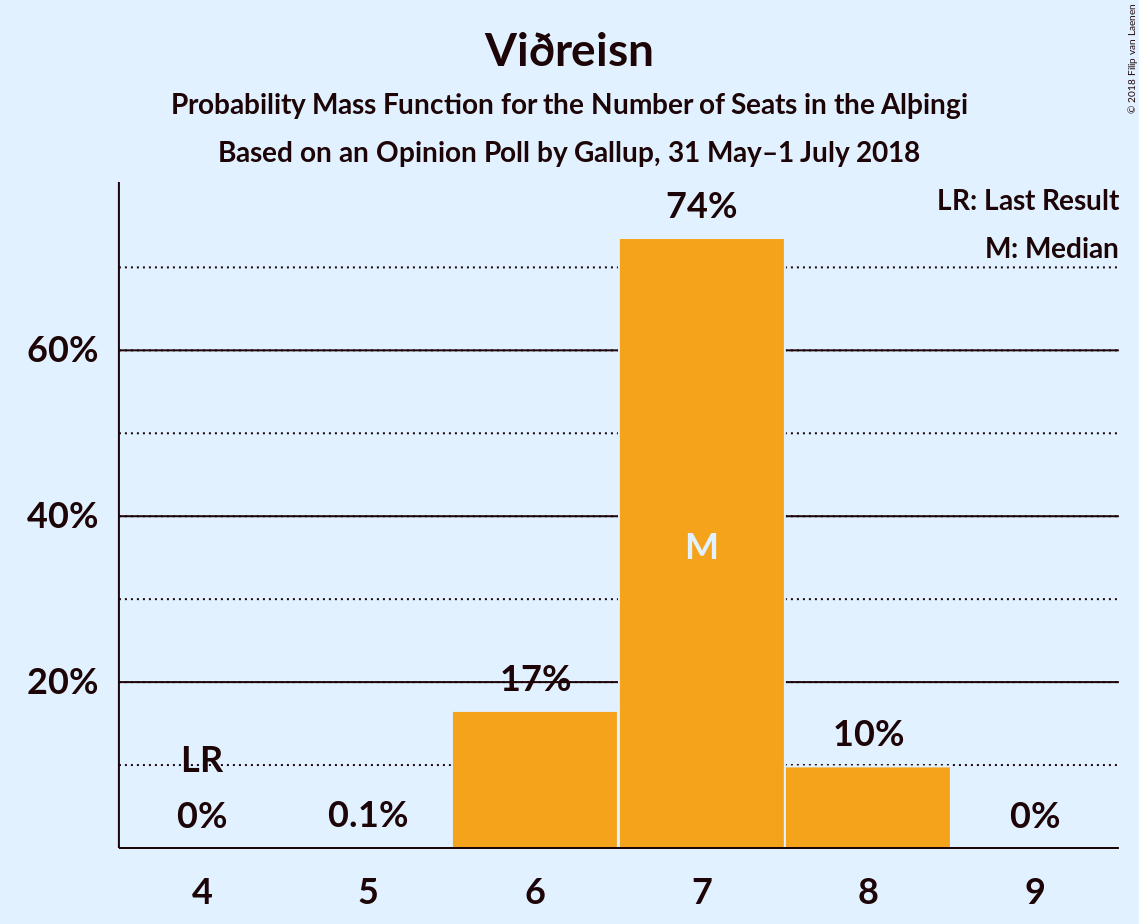 Viðreisn
Probability Mass Function for the Number of Seats in the Alþingi
Based on an Opinion Poll by Gallup, 31 May–1 July 2018
© 2018 Filip van Laenen
LR: Last Result
M: Median
74%
60%
M
40%
17%
20%
10%
LR
0%
0.1%
0%
4 5 6 7 8 9